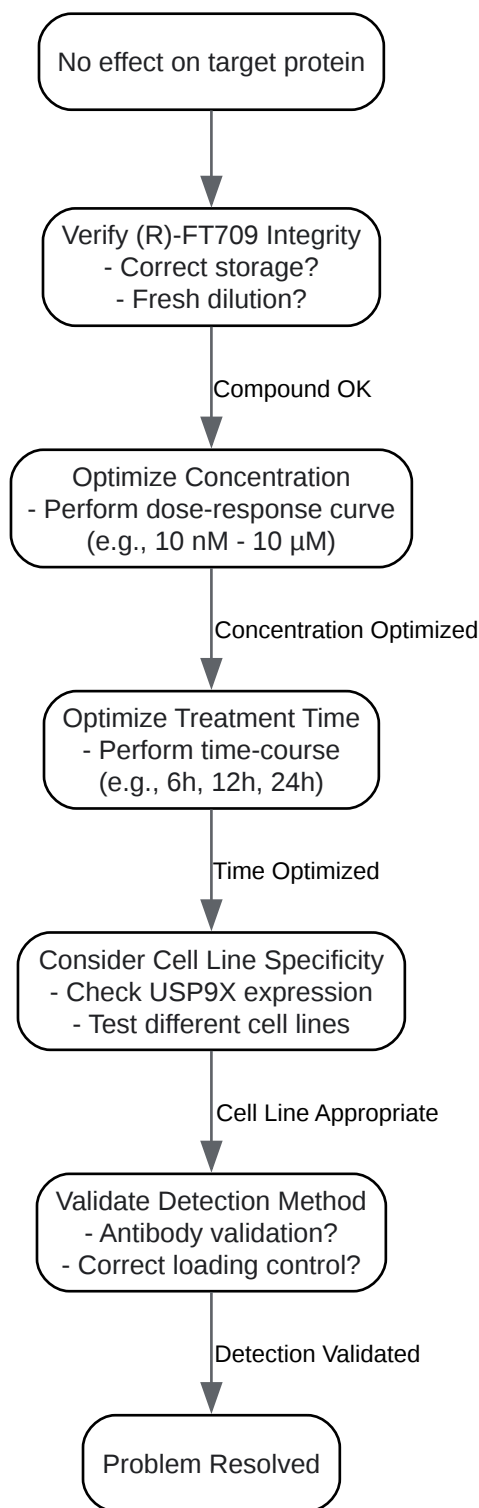 No effect on target protein
Verify (R)-FT709 Integrity
- Correct storage?
- Fresh dilution?
Compound OK
Optimize Concentration
- Perform dose-response curve
(e.g., 10 nM - 10 µM)
Concentration Optimized
Optimize Treatment Time
- Perform time-course
(e.g., 6h, 12h, 24h)
Time Optimized
Consider Cell Line Specificity
- Check USP9X expression
- Test different cell lines
Cell Line Appropriate
Validate Detection Method
- Antibody validation?
- Correct loading control?
Detection Validated
Problem Resolved